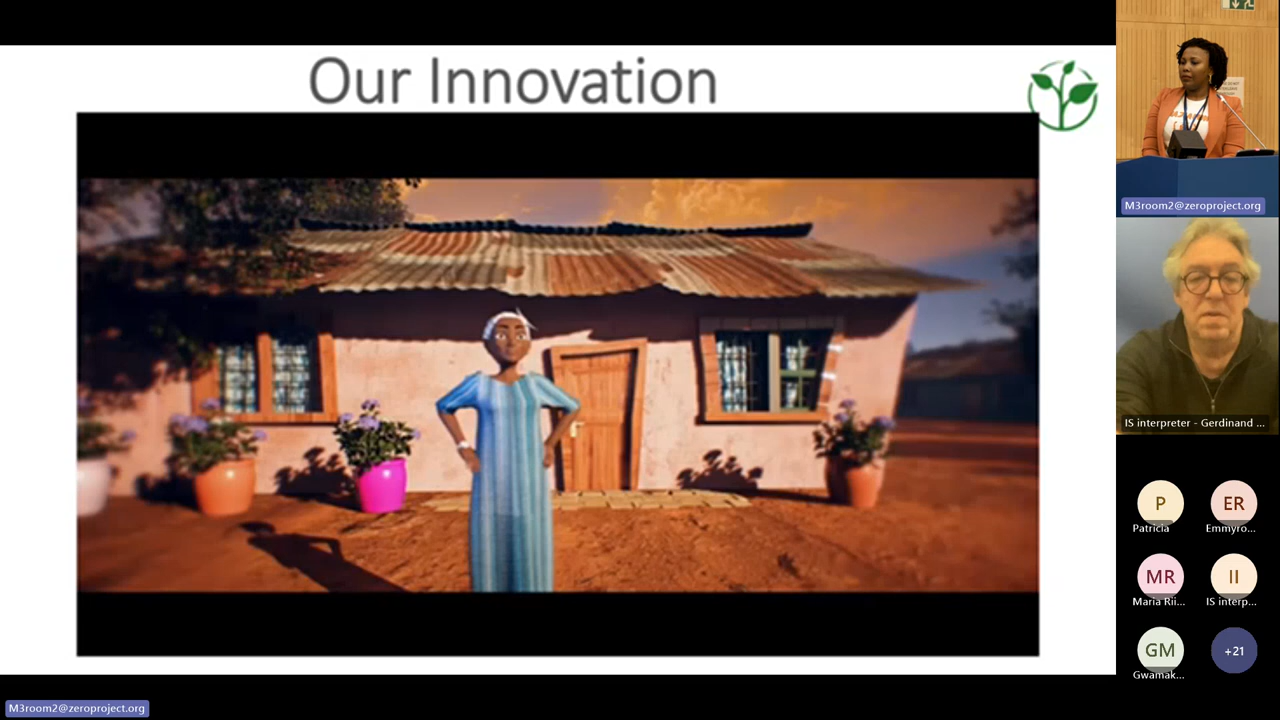 Our Innovation
M3room2@zeroproject.org
IS interpreter - Gerdinand ...
P
Patricia
ER
Emmyro...
MR
Maria Rii...
II
IS interp...
GM
Gwamak...
+21
M3room2@zeroproject.org